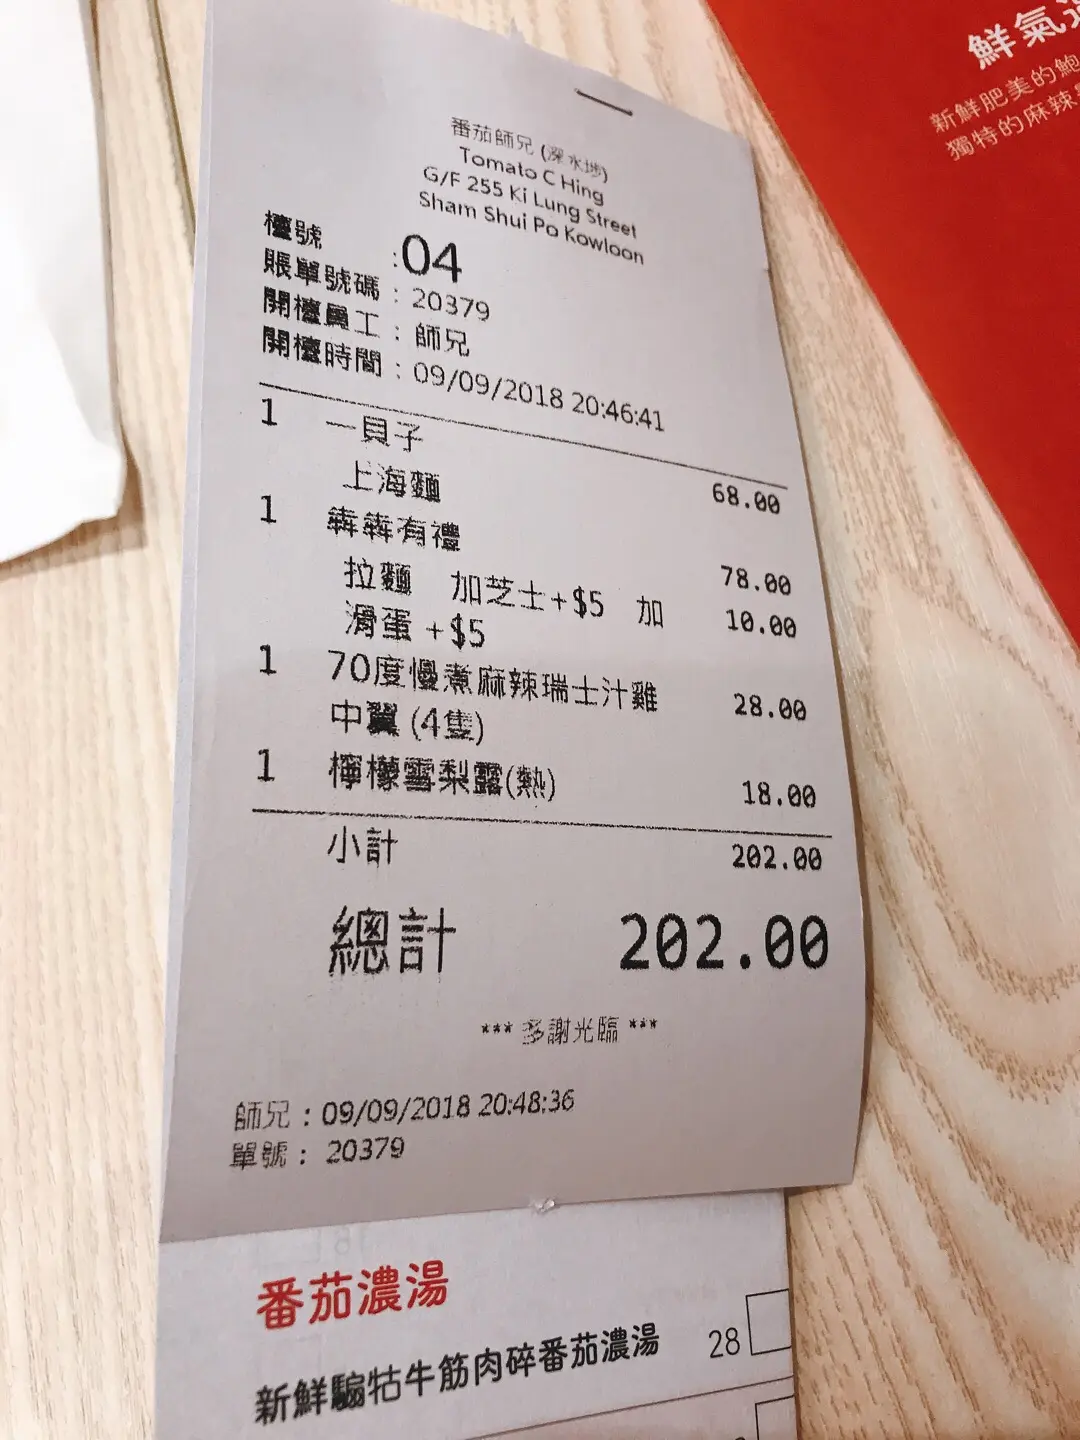 番茄師兄 (深水埗)
Tomato C Hing
G/F 255 Ki Lung Street
Sham Shui Po Kowloon
檯號 :04
賬單號碼 : 20379
開檯員工 : 師兄
開檯時間 : 09/09/2018 20:46:41
1 一貝子 68.00
上海麵
1 犇犇有禮 78.00
拉麵 加芝士+$5 加 10.00
滑蛋 +$5
1 70度慢煮麻辣瑞士汁雞 28.00
中翼 (4隻)
1 檸檬雪梨露(熱) 18.00
小計 202.00
總計 202.00
*** 多謝光臨 ***
師兄 : 09/09/2018 20:48:36
單號 : 20379
番茄濃湯
新鮮騸牯牛筋肉碎番茄濃湯 28
鮮氣
新鮮肥美的鮑
獨特的麻辣